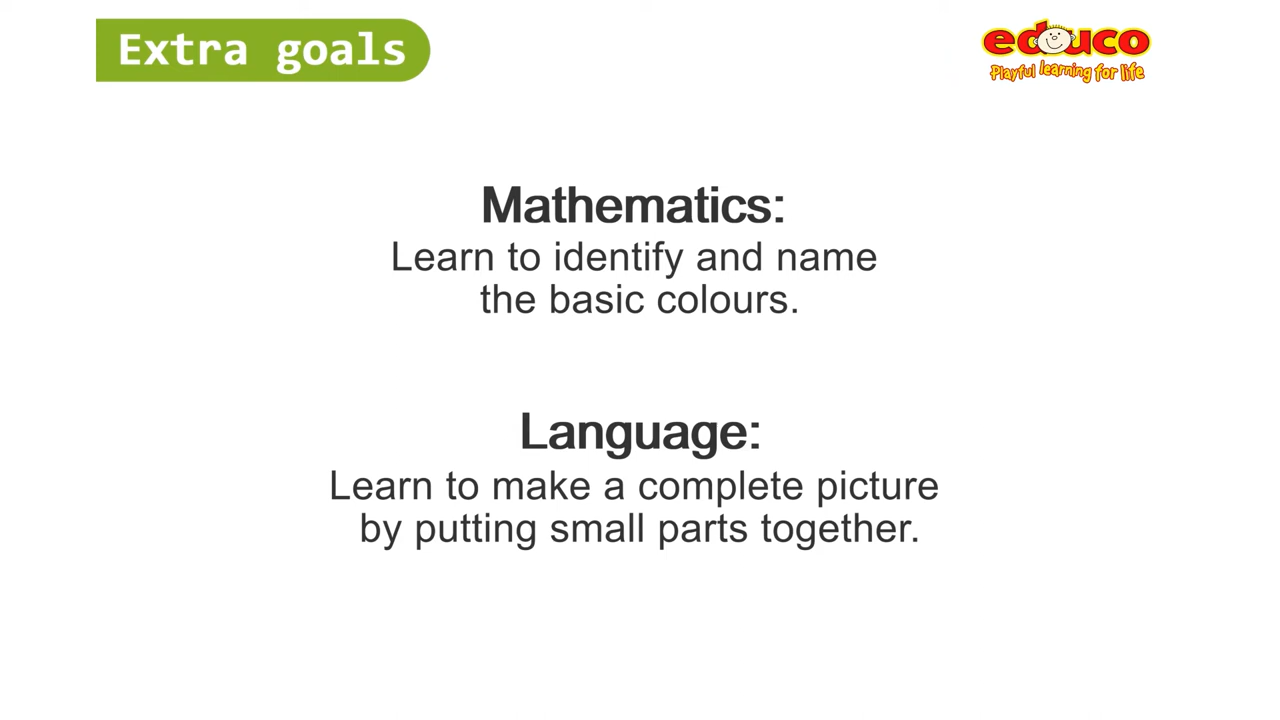 Extra goals
educo
Playful learning for life
Mathematics:
Learn to identify and name
the basic colours.
Language:
Learn to make a complete picture
by putting small parts together.